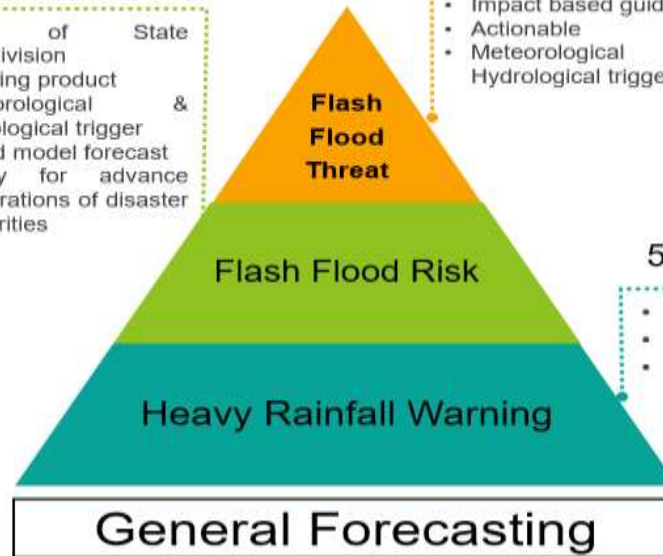 of State
ivision
ing product
orological &
logical trigger
d model forecast
y for advance
rations of disaster
rities
• Impact based guid
• Actionable
• Meteorological
Hydrological trigge
Flash
Flood
Threat
Flash Flood Risk
5
Heavy Rainfall Warning
General Forecasting